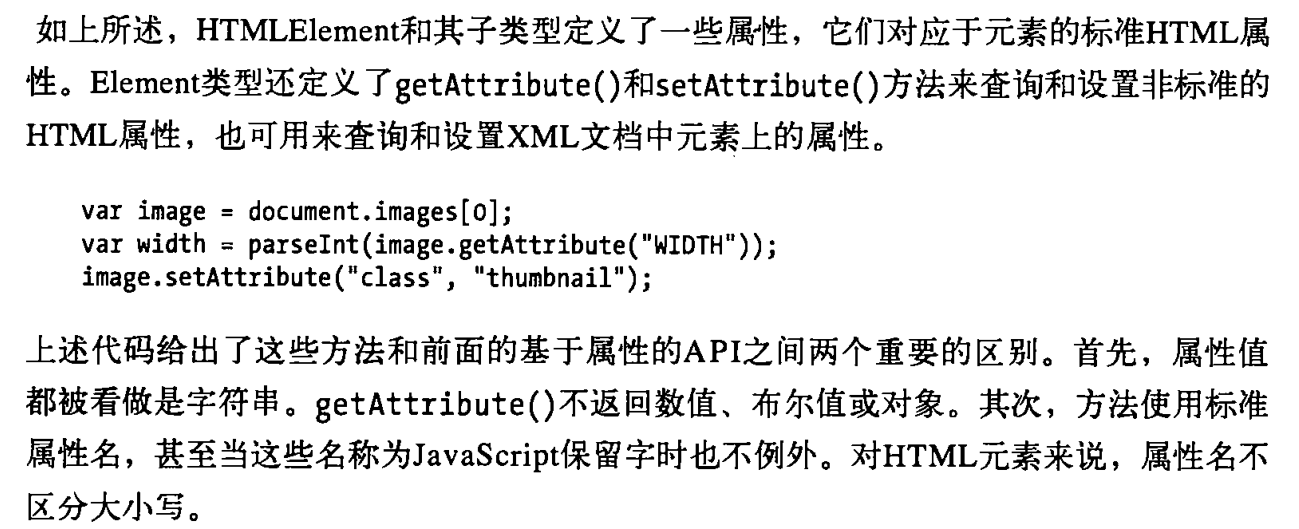 如上所述，HTMLElement和其子类型定义了一些属性，它们对应于元素的标准HTML属
性。Element类型还定义了getAttribute()和setAttribute()方法来查询和设置非标准的
HTML属性，也可用来查询和设置XML文档中元素上的属性。
var image = document.images[0];
var width = parseInt(image.getAttribute("WIDTH"));
image.setAttribute("class", "thumbnail");
上述代码给出了这些方法和前面的基于属性的API之间两个重要的区别。首先，属性值
都被看做是字符串。getAttribute()不返回数值、布尔值或对象。其次，方法使用标准
属性名，甚至当这些名称为JavaScript保留字时也不例外。对HTML元素来说，属性名不
区分大小写。